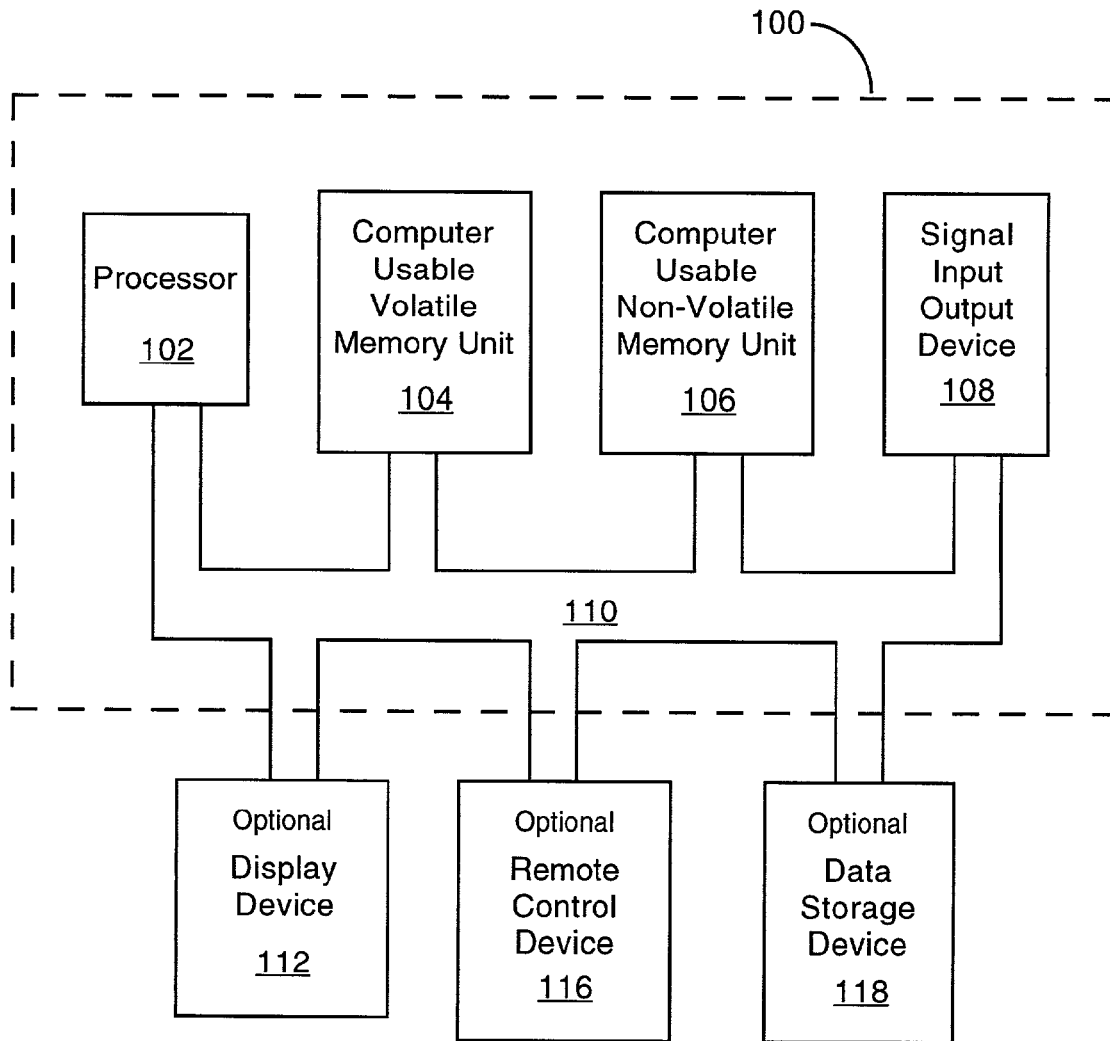 100
Processor
102
Computer
Usable
Volatile
Memory Unit
104
Computer
Usable
Non-Volatile
Memory Unit
106
Signal
Input
Output
Device
108
110
Optional
Display
Device
112
Optional
Remote
Control
Device
116
Optional
Data
Storage
Device
118